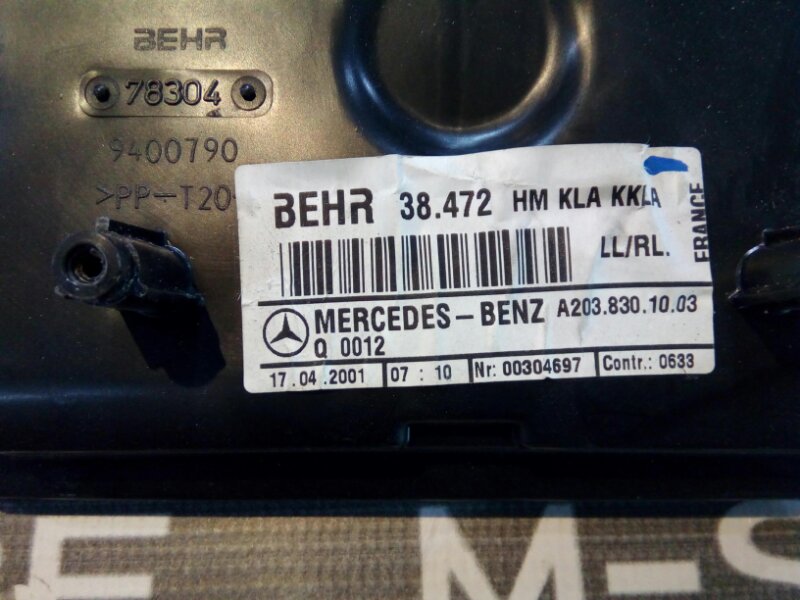 BEHR
78304
9400790
>PP-T20
BEHR 38.472 HM KLA KKLA
LL/RL.
FRANCE
MERCEDES-BENZ A203.830.10.03
Q 0012
17.04.2001 07:10 Nr: 00304697 Contr.: 0633
E M-S